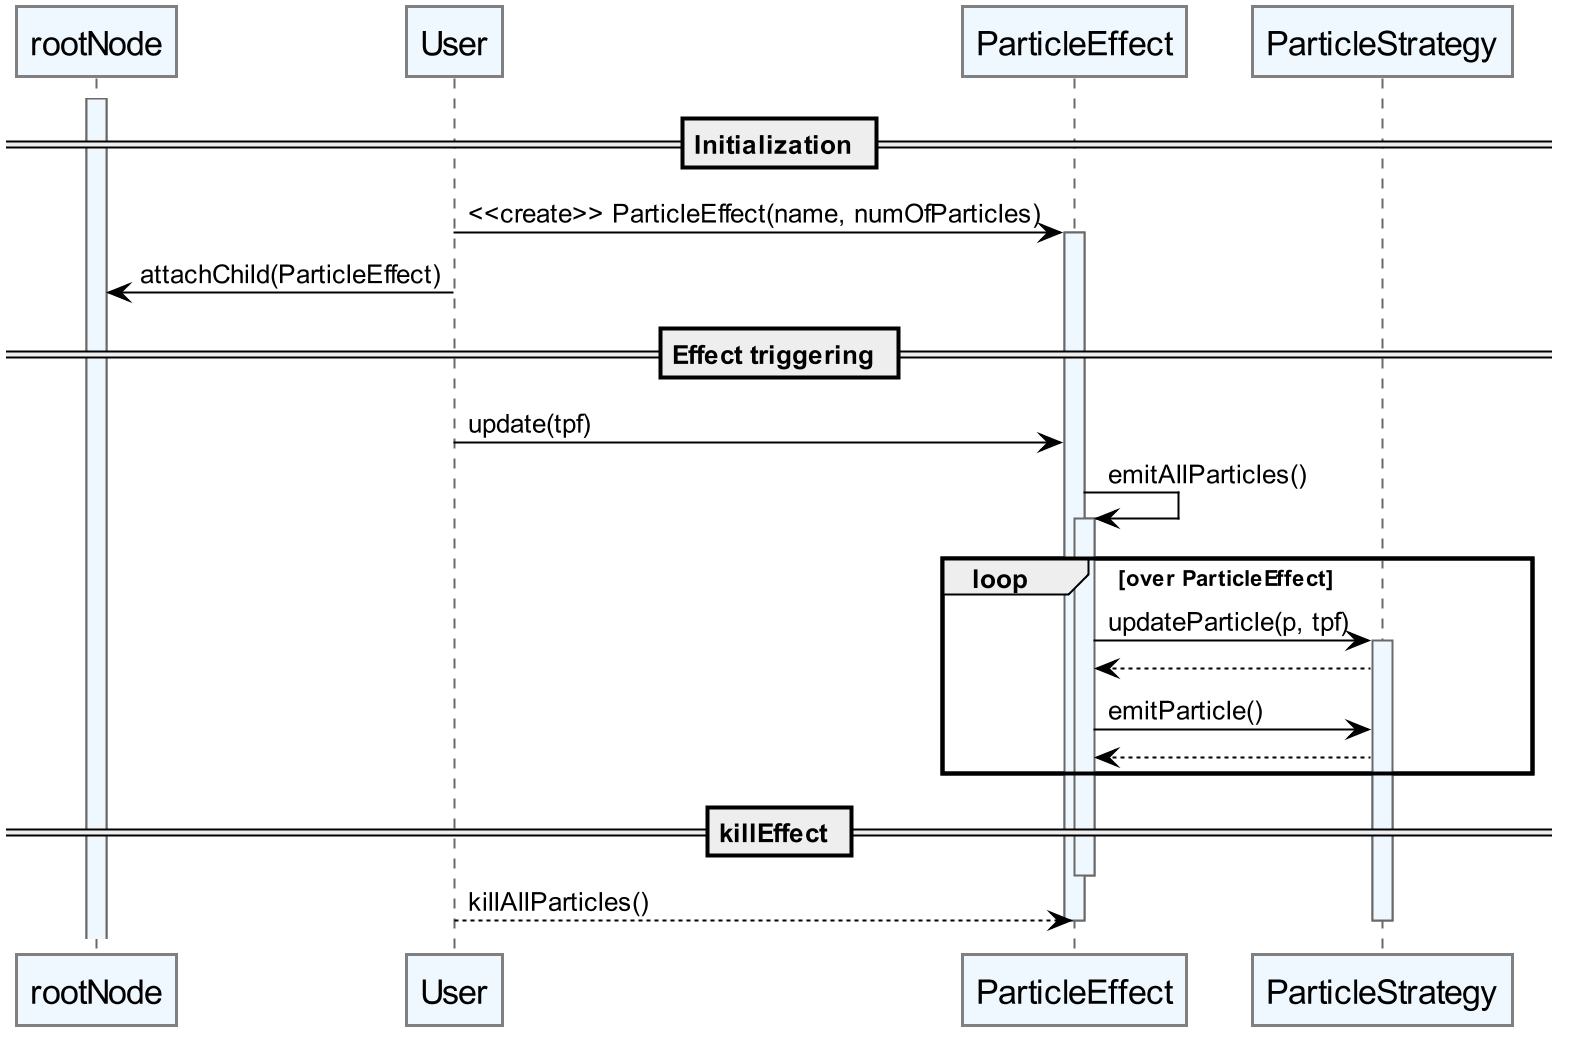 rootNode
User
ParticleEffect
ParticleStrategy
Initialization
<<create>> ParticleEffect(name, numOfParticles)
attachChild(ParticleEffect)
Effect triggering
update(tpf)
emitAllParticles()
loop
[over ParticleEffect]
updateParticle(p, tpf)
emitParticle()
killEffect
killAllParticles()
rootNode
User
ParticleEffect
ParticleStrategy